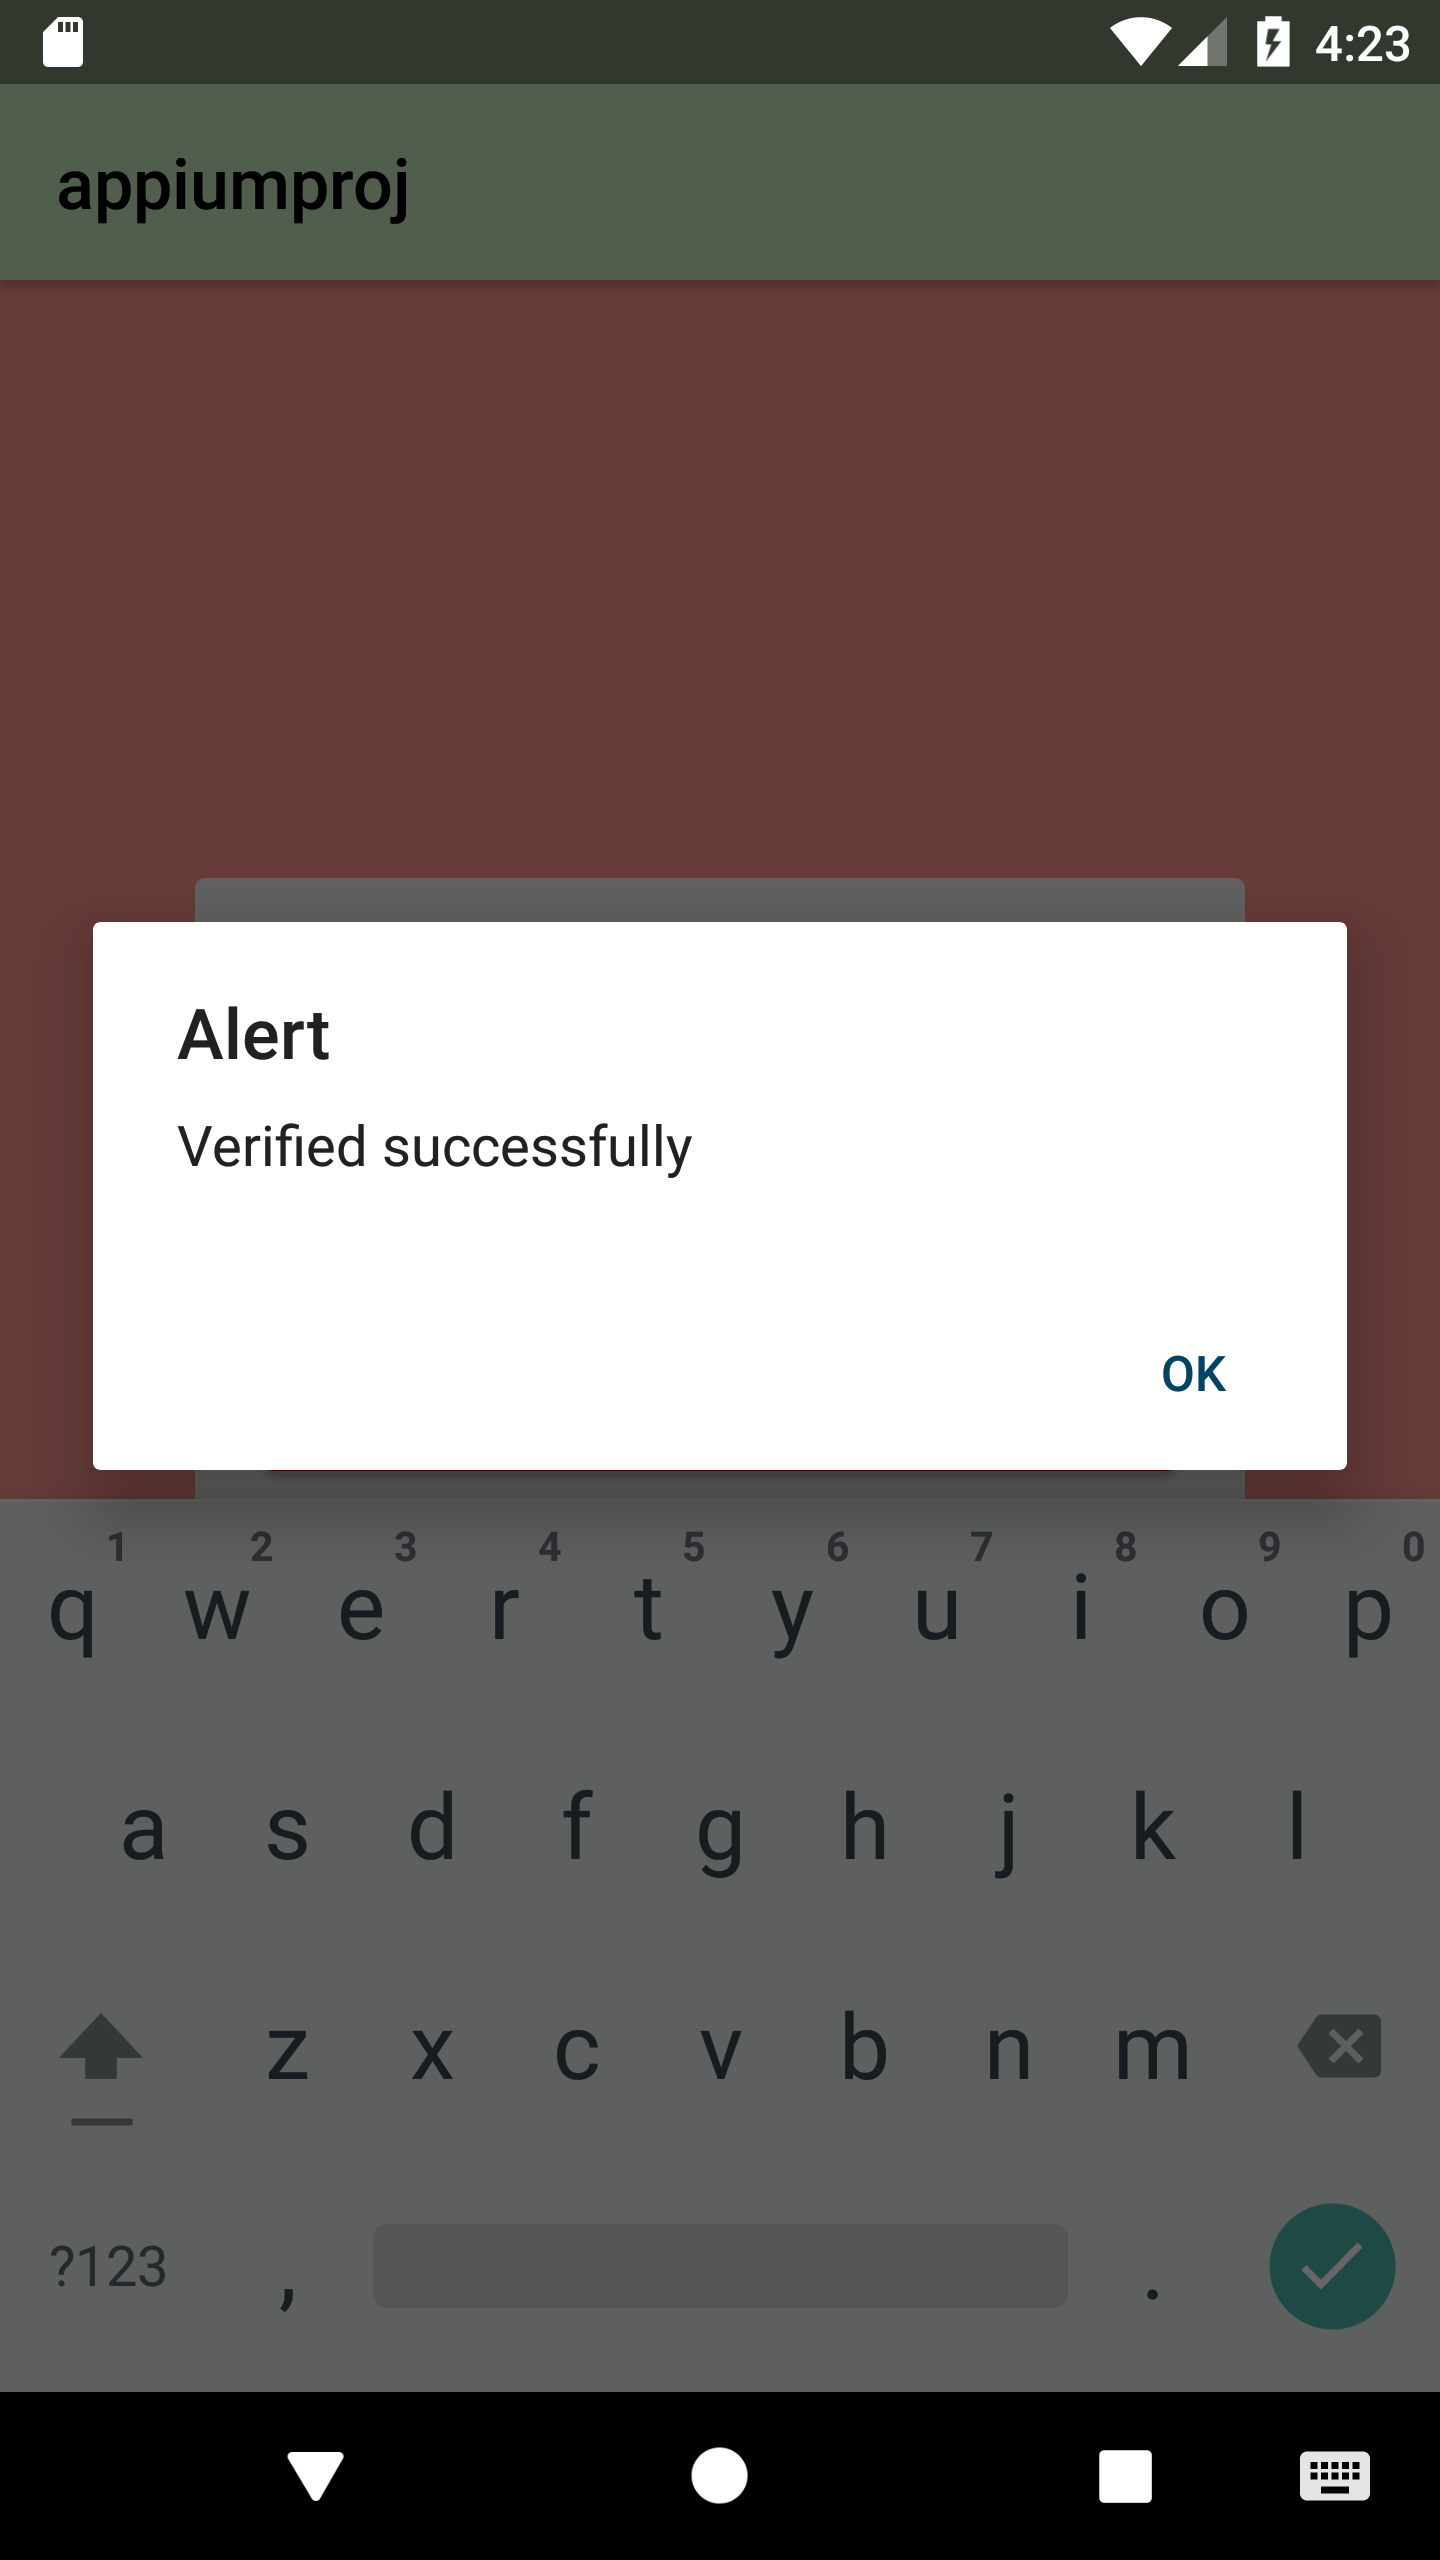 4:23
appiumproj
Alert
Verified successfully
OK
1 2 3 4 5 6 7 8 9 0
q w e r t y u i o p
a s d f g h j k l
z x c v b n m
?123 , .